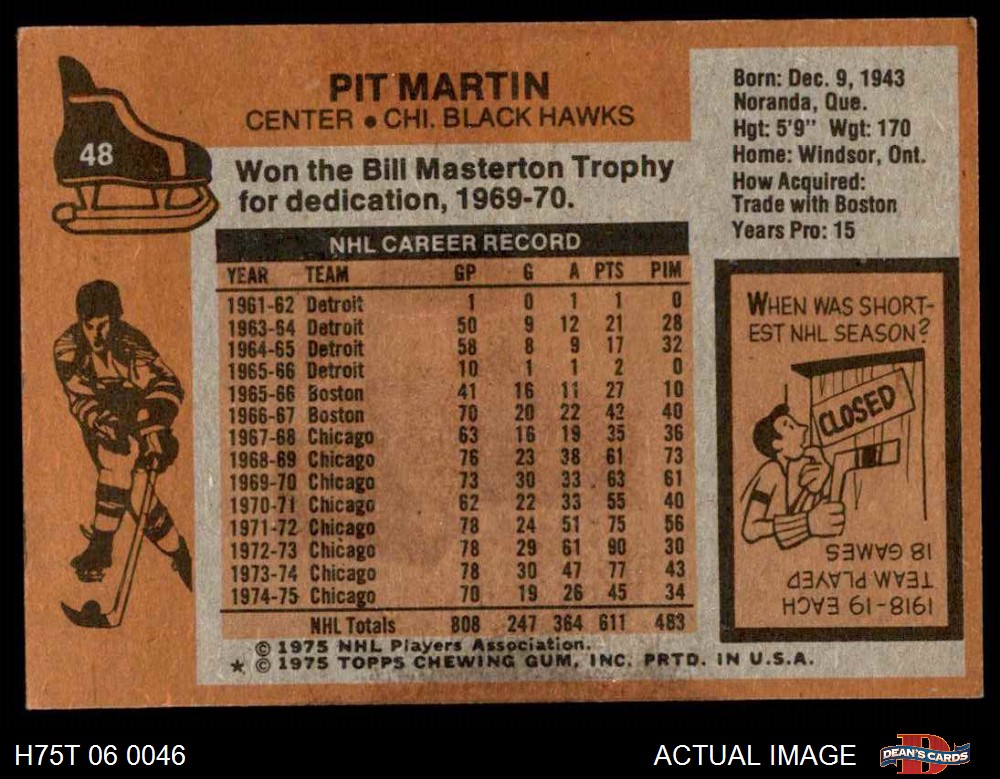 48
PIT MARTIN
CENTER • CHI. BLACK HAWKS
Won the Bill Masterton Trophy
for dedication, 1969-70.
NHL CAREER RECORD
YEAR TEAM GP G A PTS PIM
1961-62 Detroit 1 0 1 1 0
1963-64 Detroit 50 9 12 21 28
1964-65 Detroit 58 8 9 17 32
1965-66 Detroit 10 1 1 2 0
1965-66 Boston 41 16 11 27 10
1966-67 Boston 70 20 22 42 40
1967-68 Chicago 63 16 19 35 36
1968-69 Chicago 76 23 38 61 73
1969-70 Chicago 73 30 33 63 61
1970-71 Chicago 62 22 33 55 40
1971-72 Chicago 78 24 51 75 56
1972-73 Chicago 78 29 61 90 30
1973-74 Chicago 78 30 47 77 43
1974-75 Chicago 70 19 26 45 34
NHL Totals 808 247 364 611 483
© 1975 NHL Players Association.
★ © 1975 TOPPS CHEWING GUM, INC. PRTD. IN U.S.A.
Born: Dec. 9, 1943
Noranda, Que.
Hgt: 5'9" Wgt: 170
Home: Windsor, Ont.
How Acquired:
Trade with Boston
Years Pro: 15
WHEN WAS SHORT-
EST NHL SEASON?
CLOSED
1918-19 EACH
TEAM PLAYED
18 GAMES
H75T 06 0046
ACTUAL IMAGE
DEAN'S CARDS